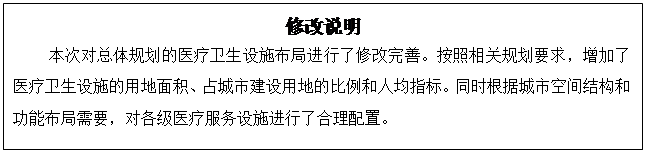 修改说明
本次对总体规划的医疗卫生设施布局进行了修改完善。按照相关规划要求，增加了
医疗卫生设施的用地面积、占城市建设用地的比例和人均指标。同时根据城市空间结构和
功能布局需要，对各级医疗服务设施进行了合理配置。